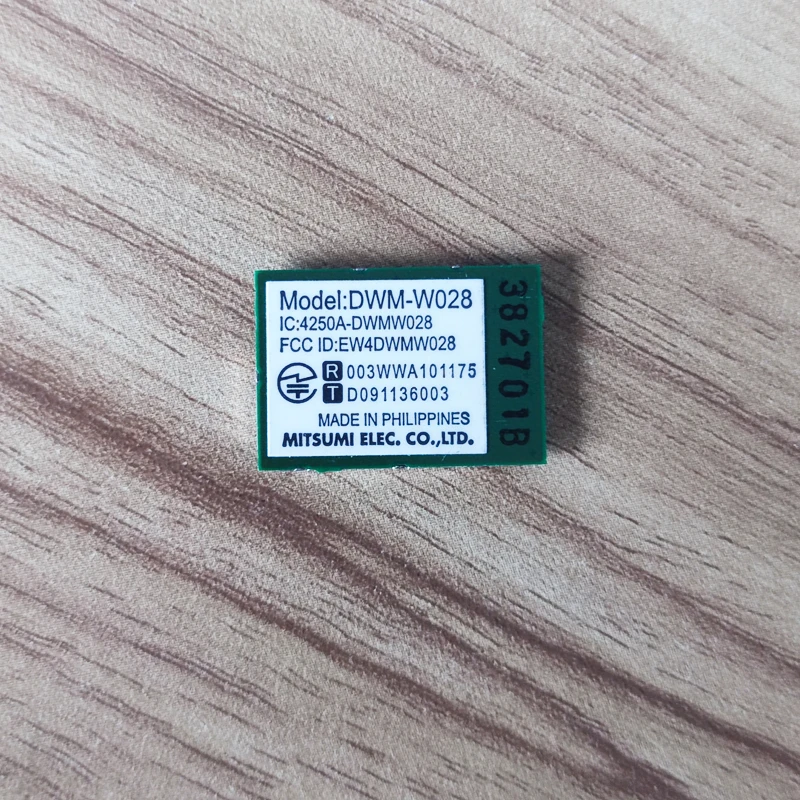 Model:DWM-W028
IC:4250A-DWMW028
FCC ID:EW4DWMW028
R 003WWA101175
T D091136003
MADE IN PHILIPPINES
MITSUMI ELEC. CO.,LTD.
382701B